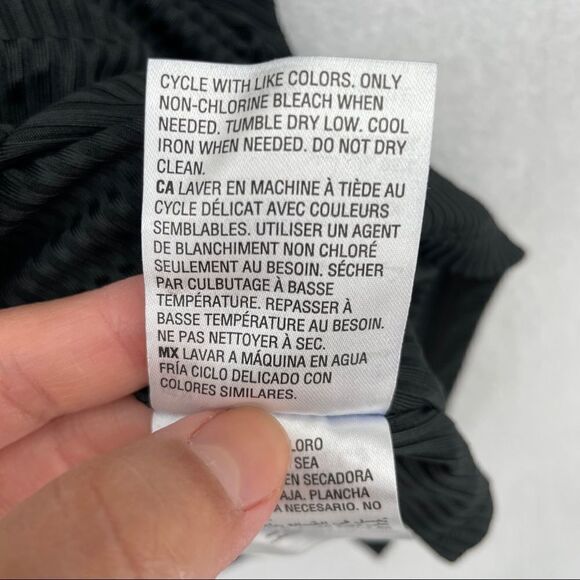 CYCLE WITH LIKE COLORS. ONLY
NON-CHLORINE BLEACH WHEN
NEEDED. TUMBLE DRY LOW. COOL
IRON WHEN NEEDED. DO NOT DRY
CLEAN.
CA LAVER EN MACHINE À TIÈDE AU
CYCLE DÉLICAT AVEC COULEURS
SEMBLABLES. UTILISER UN AGENT
DE BLANCHIMENT NON CHLORÉ
SEULEMENT AU BESOIN. SÉCHER
PAR CULBUTAGE À BASSE
TEMPÉRATURE. REPASSER À
BASSE TEMPÉRATURE AU BESOIN.
NE PAS NETTOYER À SEC.
MX LAVAR A MÁQUINA EN AGUA
FRÍA CICLO DELICADO CON
COLORES SIMILARES.
LORO
SEA
EN SECADORA
AJA. PLANCHA
A NECESARIO. NO